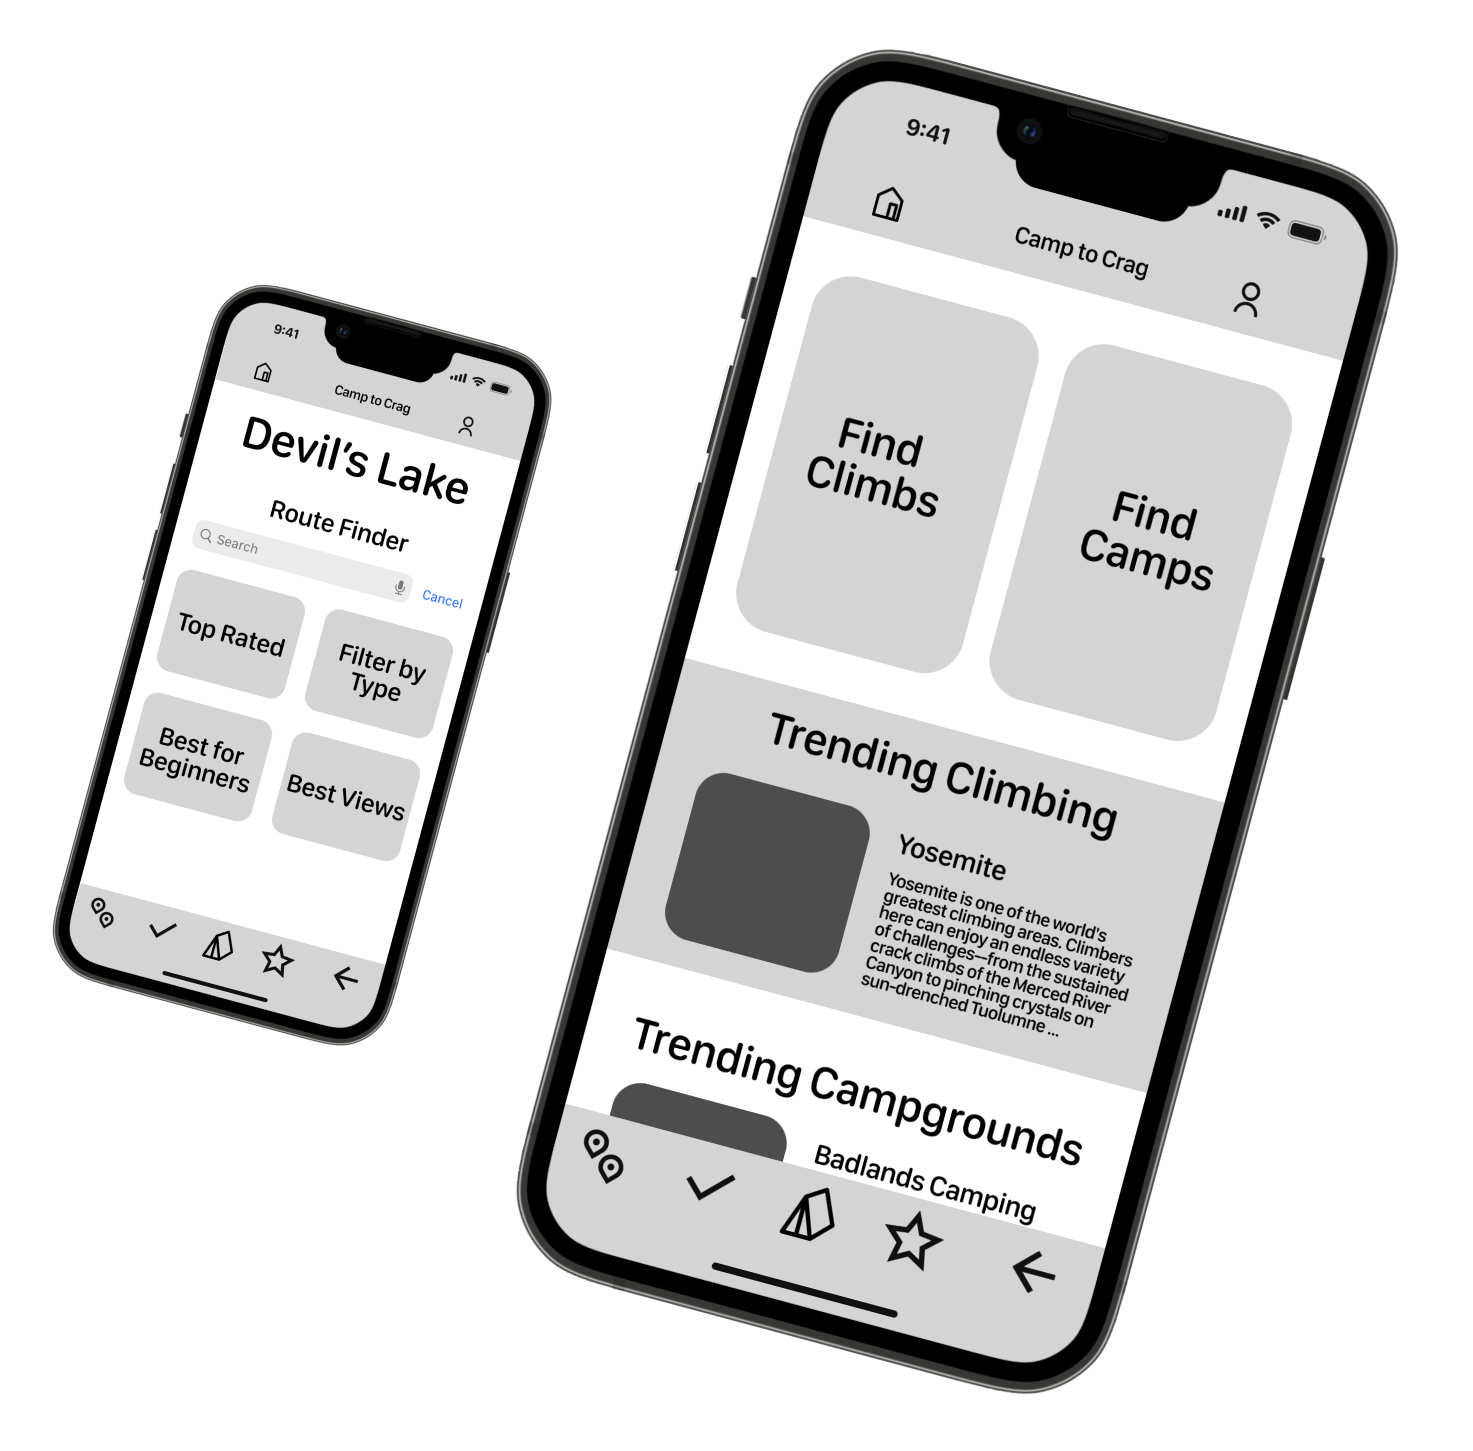 9:41
Camp to Crag
Devil's Lake
Route Finder
Search
Cancel
Top Rated
Filter by
Type
Best for
Beginners
Best Views
9:41
Camp to Crag
Find
Climbs
Find
Camps
Trending Climbing
Yosemite
Yosemite is one of the world's
greatest climbing areas. Climbers
here can enjoy an endless variety
of challenges—from the sustained
crack climbs of the Merced River
Canyon to pinching crystals on
sun-drenched Tuolumne ...
Trending Campgrounds
Badlands Camping